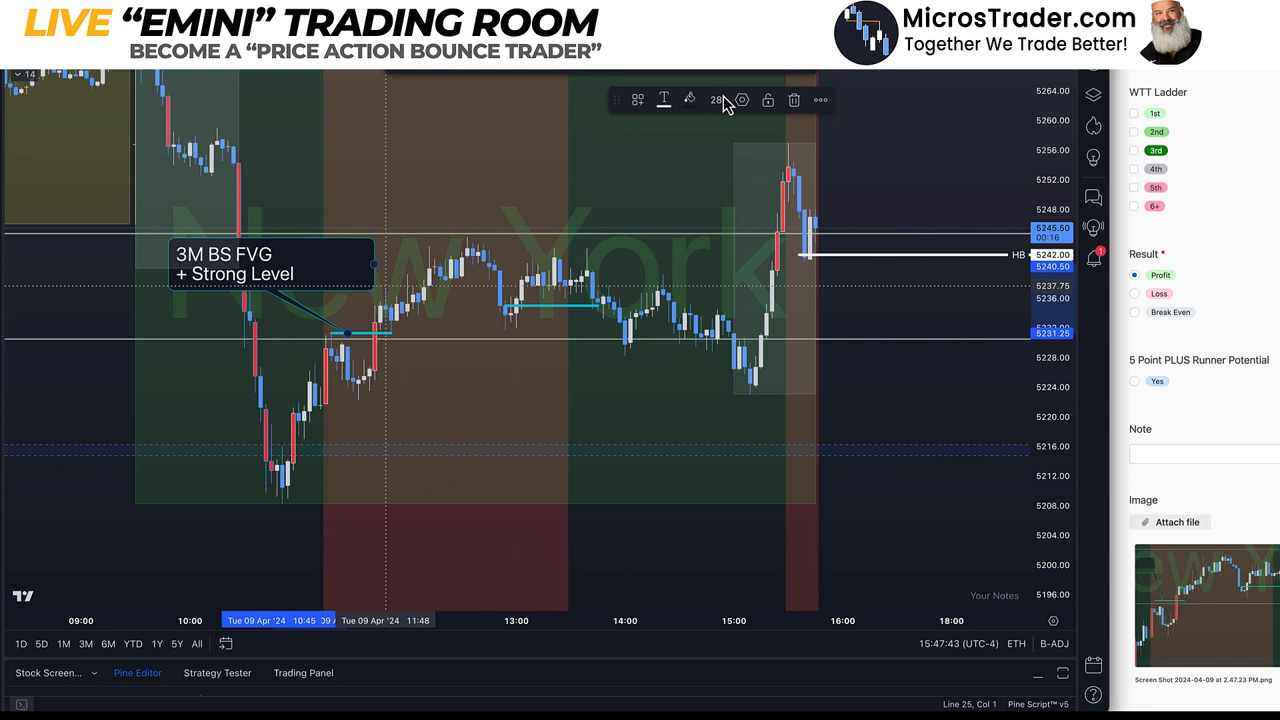 LIVE “EMINI” TRADING ROOM
BECOME A “PRICE ACTION BOUNCE TRADER”
MicrosTrader.com
Together We Trade Better!
14
28
New York
3M BS FVG
+ Strong Level
HB
5264.00
5260.00
5256.00
5252.00
5248.00
5245.50
00:16
5242.00
5240.50
5237.75
5236.00
5231.25
5228.00
5224.00
5220.00
5216.00
5212.00
5208.00
5204.00
5200.00
5196.00
Your Notes
09:00
10:00
Tue 09 Apr '24 10:45
Tue 09 Apr '24 11:48
13:00
14:00
15:00
16:00
18:00
1D 5D 1M 3M 6M YTD 1Y 5Y All
15:47:43 (UTC-4) ETH B-ADJ
Stock Screen... Pine Editor Strategy Tester Trading Panel
Line 25, Col 1 Pine Script™ v5
1
WTT Ladder
1st
2nd
3rd
4th
5th
6+
Result *
Profit
Loss
Break Even
5 Point PLUS Runner Potential
Yes
Note
Image
Attach file
Screen Shot 2024-04-09 at 2.47.23 PM.png